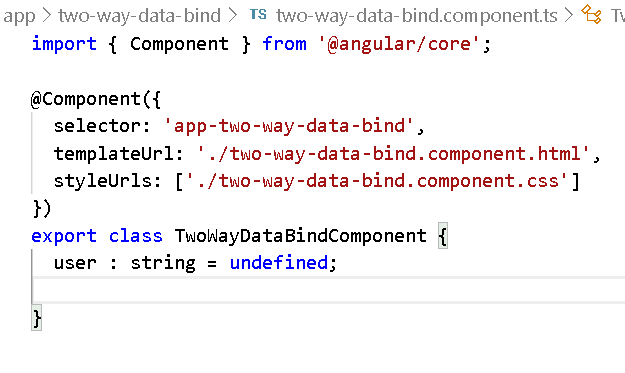 app > two-way-data-bind > TS two-way-data-bind.component.ts >
import { Component } from '@angular/core';
@Component({
  selector: 'app-two-way-data-bind',
  templateUrl: './two-way-data-bind.component.html',
  styleUrls: ['./two-way-data-bind.component.css']
})
export class TwoWayDataBindComponent {
  user : string = undefined;
}